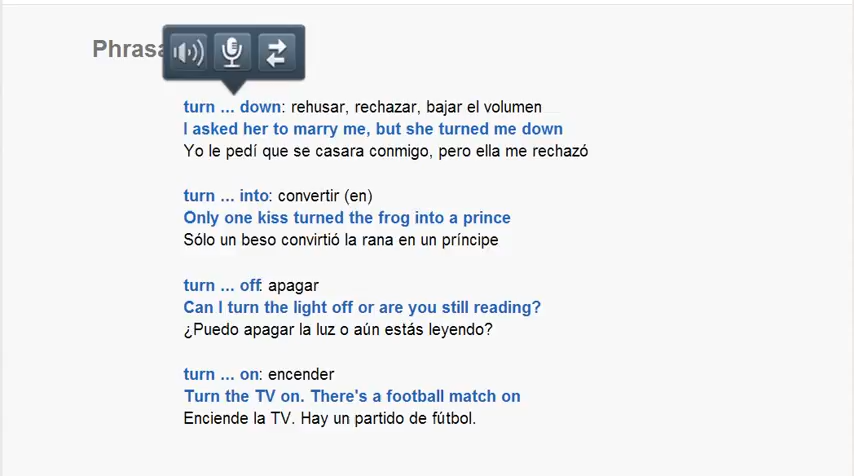 turn ... down: rehusar, rechazar, bajar el volumen
I asked her to marry me, but she turned me down
Yo le pedí que se casara conmigo, pero ella me rechazó
turn ... into: convertir (en)
Only one kiss turned the frog into a prince
Sólo un beso convirtió la rana en un príncipe
turn ... off: apagar
Can I turn the light off or are you still reading?
¿Puedo apagar la luz o aún estás leyendo?
turn ... on: encender
Turn the TV on. There's a football match on
Enciende la TV. Hay un partido de fútbol.